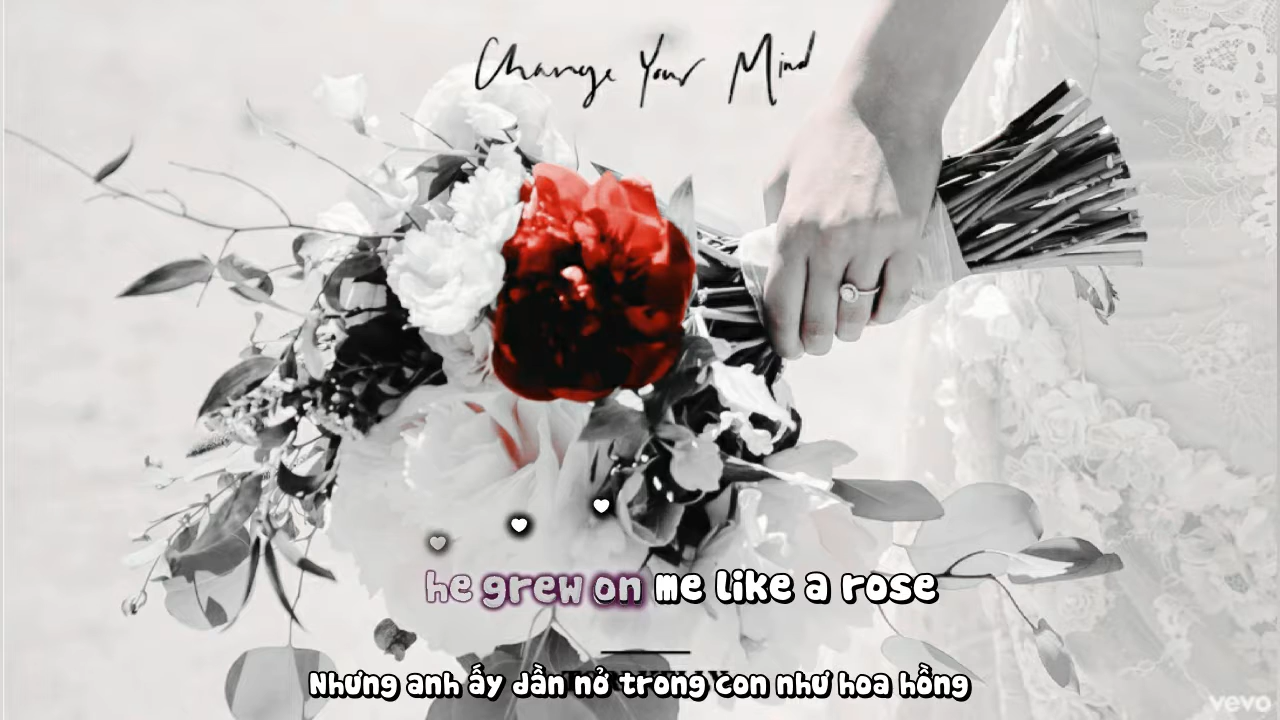 Change Your Mind
he grew on me like a rose
Nhưng anh ấy dần nở trong con như hoa hồng
vevo